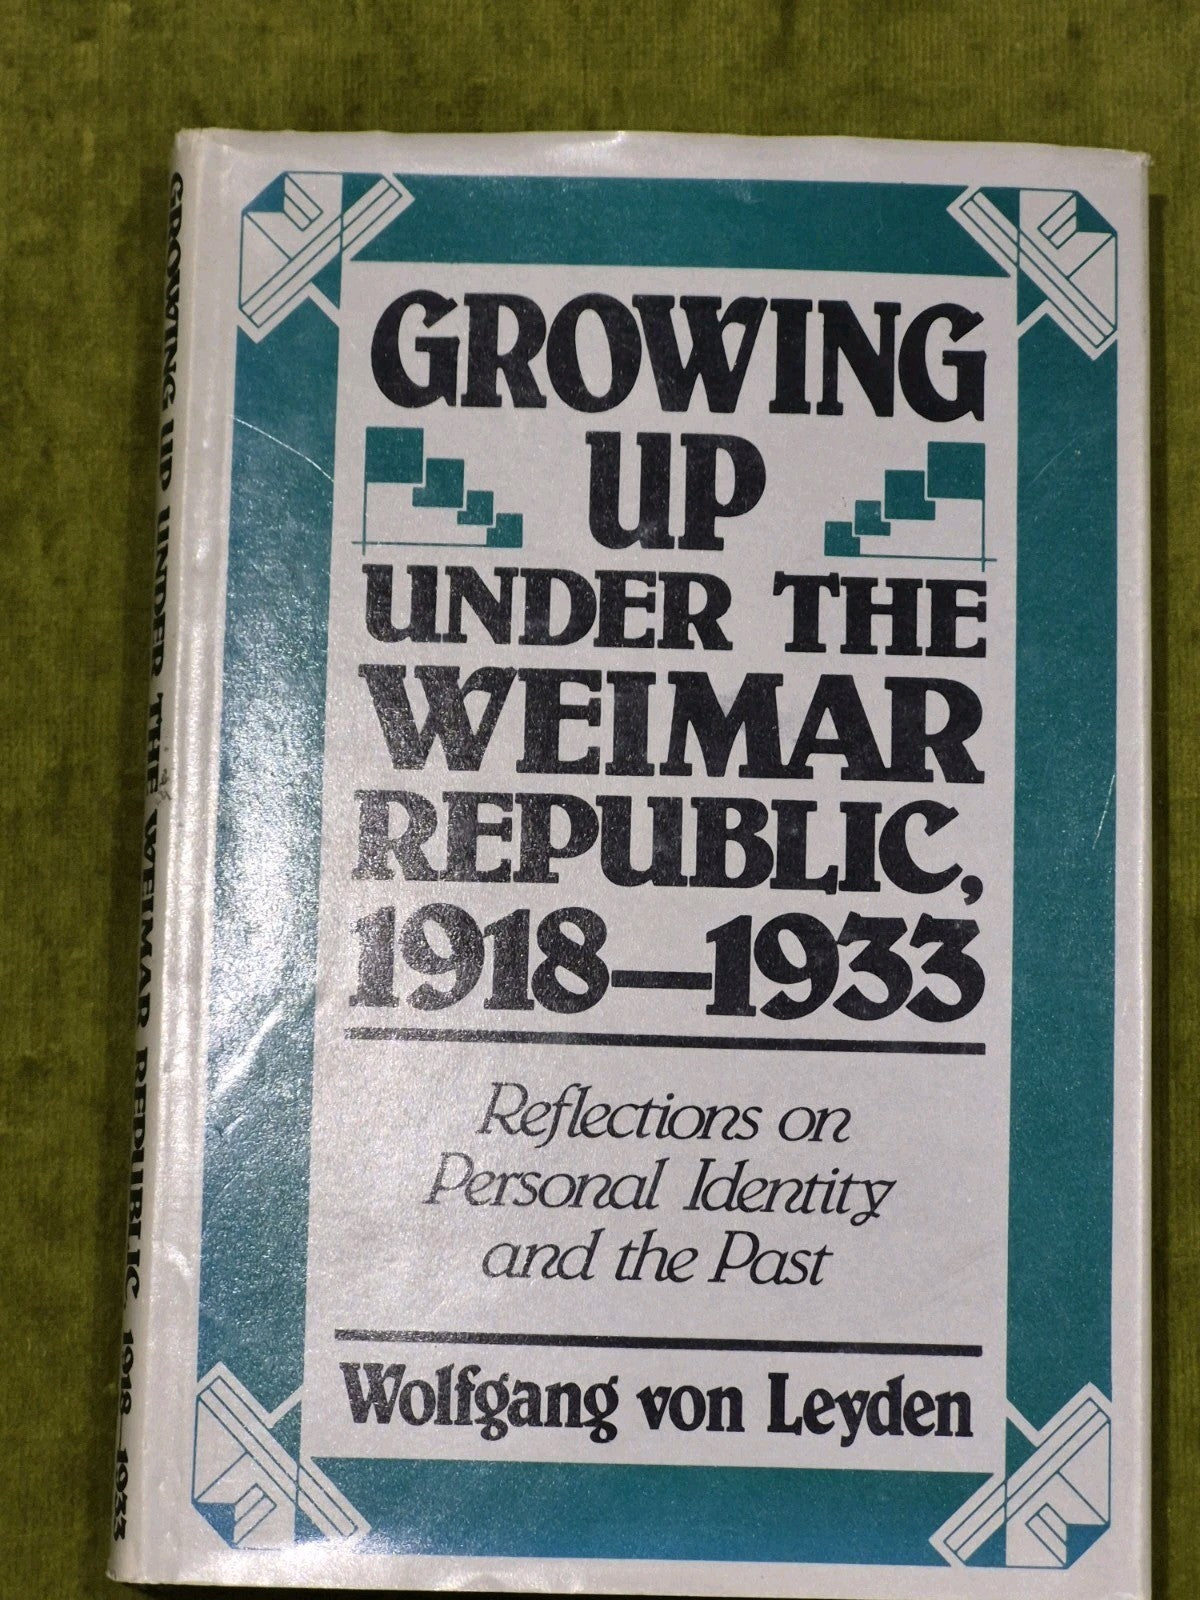 GROWING
UP
UNDER THE
WEIMAR
REPUBLIC,
1918—1933
Reflections on
Personal Identity
and the Past
Wolfgang von Leyden
GROWING UP UNDER THE WEIMAR REPUBLIC, 1918—1933